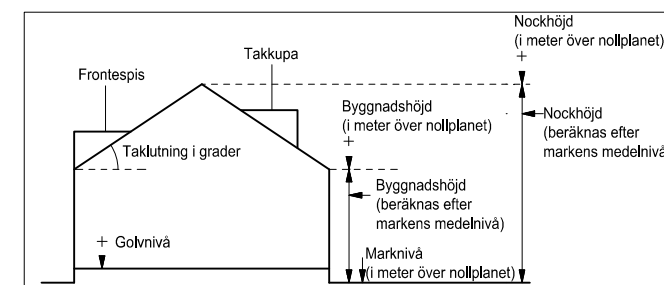 Nockhöjd
(i meter över nollplanet)
+
Takkupa
Frontespis
Byggnadshöjd
(i meter över nollplanet)
+
Nockhöjd
(beräknas efter
markens medelnivå
Taklutning i grader
Byggnadshöjd
(beräknas efter
markens medelnivå)
+ Golvnivå
Marknivå
(i meter över nollplanet)